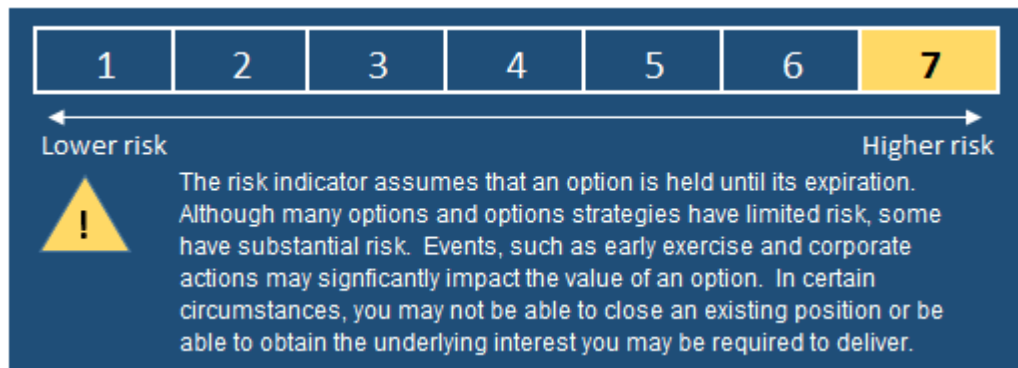 1 2 3 4 5 6 7
Lower risk Higher risk
!
The risk indicator assumes that an option is held until its expiration.
Although many options and options strategies have limited risk, some
have substantial risk.  Events, such as early exercise and corporate
actions may signficantly impact the value of an option.  In certain
circumstances, you may not be able to close an existing position or be
able to obtain the underlying interest you may be required to deliver.